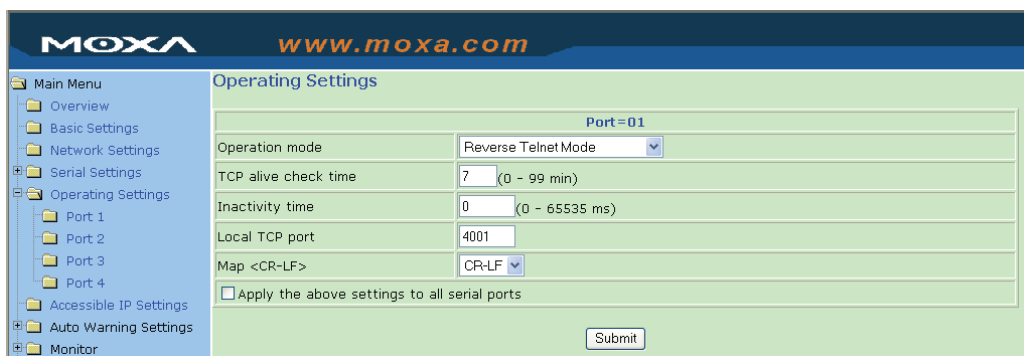 MOXA www.moxa.com
Main Menu
Overview
Basic Settings
Network Settings
Serial Settings
Operating Settings
Port 1
Port 2
Port 3
Port 4
Accessible IP Settings
Auto Warning Settings
Monitor
Operating Settings
Port=01
Operation mode Reverse Telnet Mode
TCP alive check time 7 (0 - 99 min)
Inactivity time 0 (0 - 65535 ms)
Local TCP port 4001
Map <CR-LF> CR-LF
Apply the above settings to all serial ports
Submit